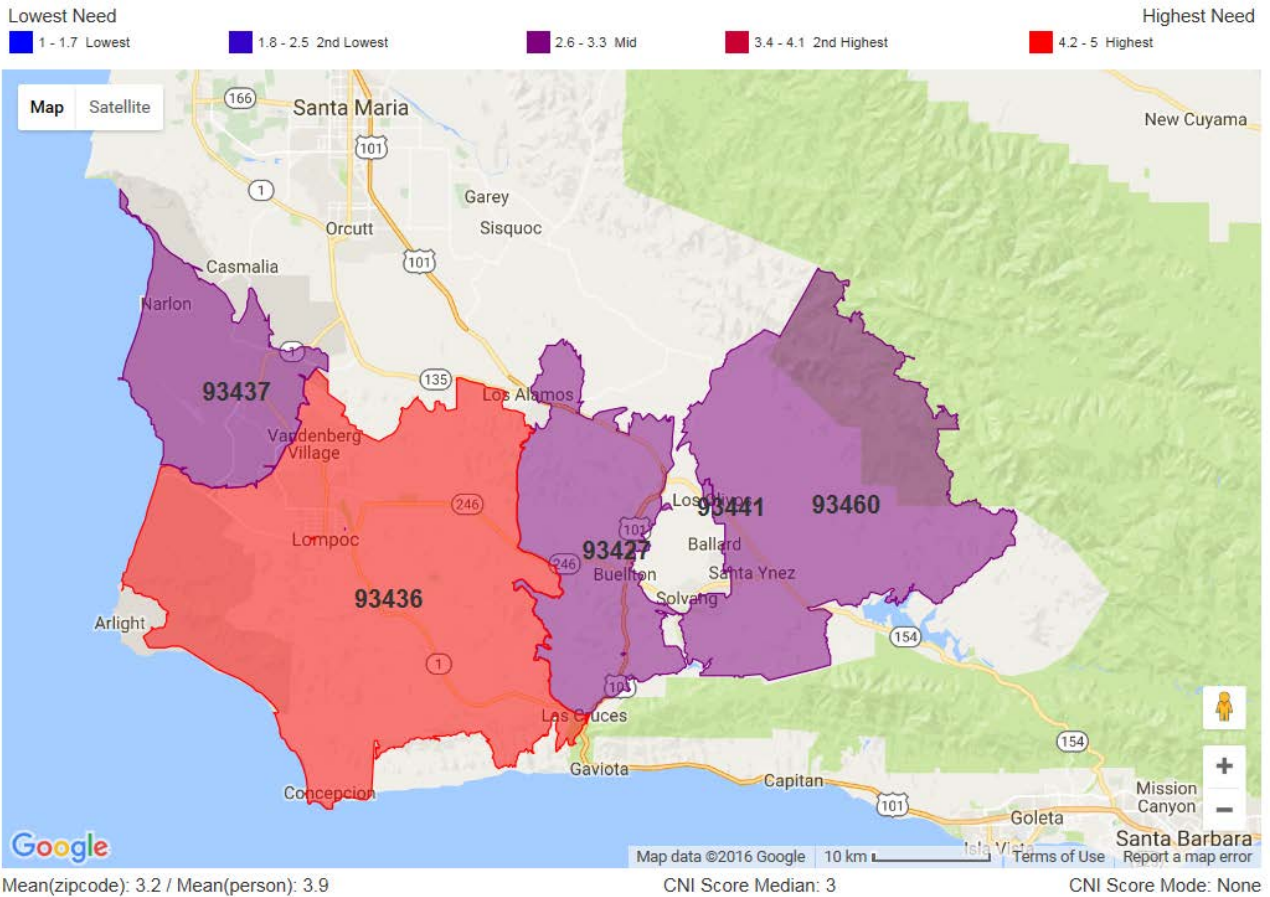 Lowest Need
Highest Need
1 - 1.7 Lowest
1.8 - 2.5 2nd Lowest
2.6 - 3.3 Mid
3.4 - 4.1 2nd Highest
4.2 - 5 Highest
Map Satellite
166
Santa Maria
New Cuyama
101
1
Garey
Orcutt
Sisquoc
101
Casmalia
Narlon
1
135
93437
Los Alamos
Vandenberg
Village
Los Olivos
246
93441
93460
101
Lompoc
Ballard
93427
246
Buellton
Santa Ynez
93436
Solvang
Arlight
154
1
101
Las Cruces
154
Gaviota
Capitan
Concepcion
Mission
Canyon
101
Goleta
Santa Barbara
Isla Vista
Google
Map data ©2016 Google
10 km
Terms of Use
Report a map error
Mean(zipcode): 3.2 / Mean(person): 3.9
CNI Score Median: 3
CNI Score Mode: None